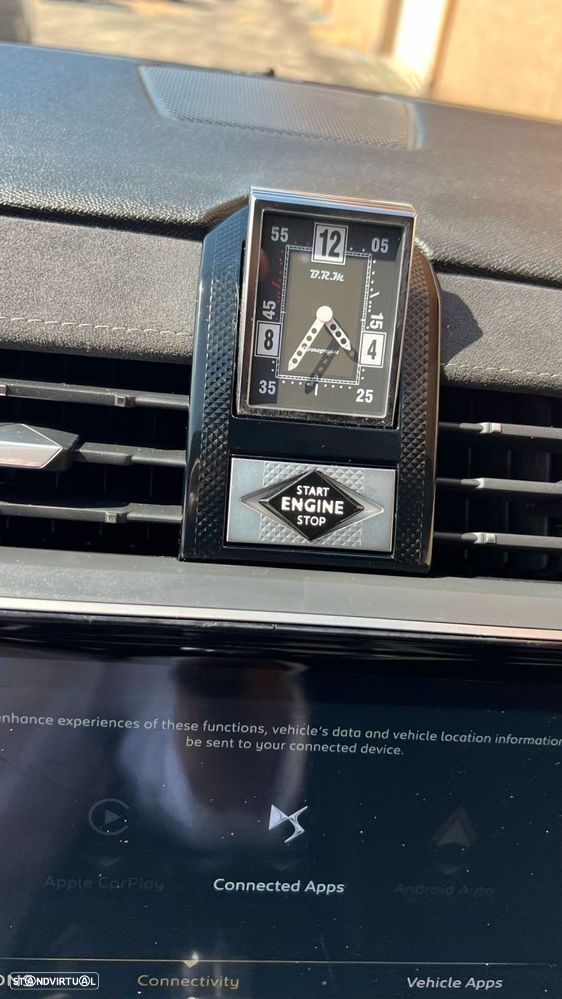 55 12 05
B.R.M
45 15
8 4
35 25
START
ENGINE
STOP
enhance experiences of these functions, vehicle's data and vehicle location information
be sent to your connected device.
Apple CarPlay Connected Apps Android Auto
Connectivity Vehicle Apps
STANDVIRTUAL